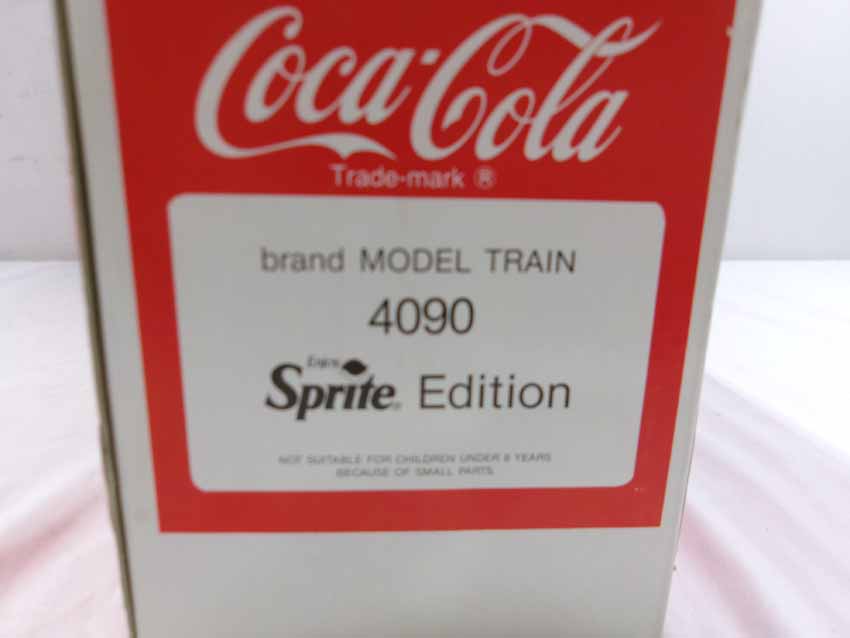 Coca-Cola
Trade-mark ®
brand MODEL TRAIN
4090
Enjoy
Sprite® Edition
NOT SUITABLE FOR CHILDREN UNDER 8 YEARS
BECAUSE OF SMALL PARTS